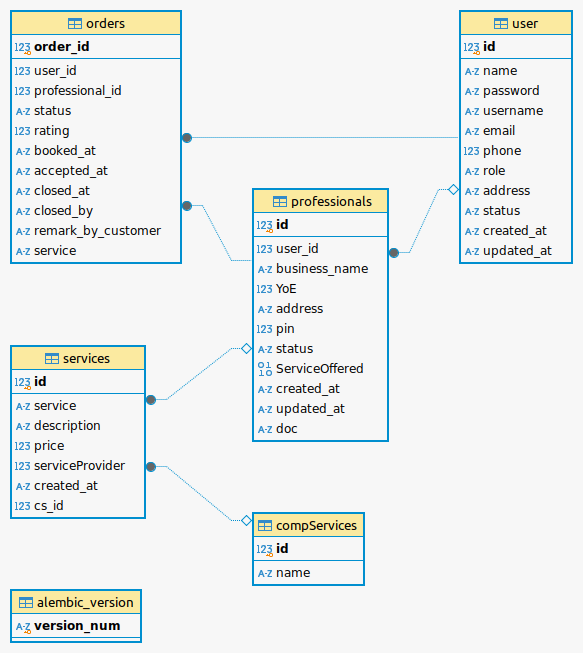 orders
123 order_id
123 user_id
123 professional_id
A-Z status
123 rating
A-Z booked_at
A-Z accepted_at
A-Z closed_at
A-Z closed_by
A-Z remark_by_customer
A-Z service
user
123 id
A-Z name
A-Z password
A-Z username
A-Z email
123 phone
A-Z role
A-Z address
A-Z status
A-Z created_at
A-Z updated_at
professionals
123 id
123 user_id
A-Z business_name
123 YoE
A-Z address
123 pin
A-Z status
0110 ServiceOffered
A-Z created_at
A-Z updated_at
A-Z doc
services
123 id
A-Z service
A-Z description
123 price
123 serviceProvider
A-Z created_at
123 cs_id
compServices
123 id
A-Z name
alembic_version
A-Z version_num